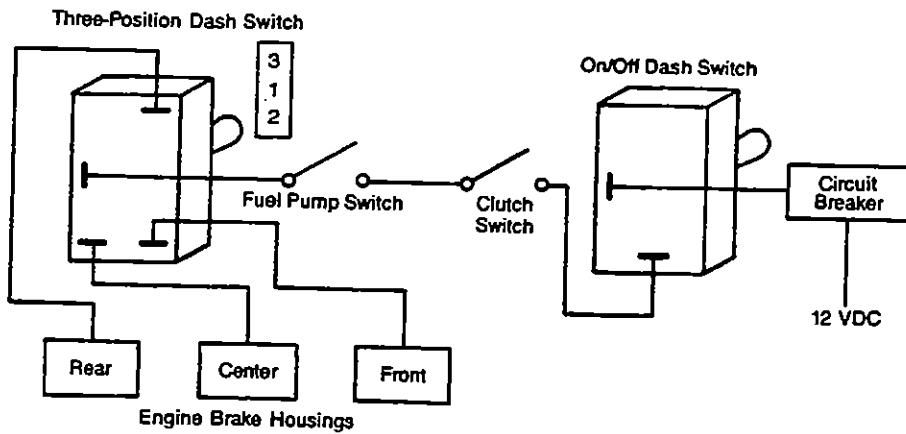 Three-Position Dash Switch
3
1
2
On/Off Dash Switch
Fuel Pump Switch
Clutch
Switch
Circuit
Breaker
12 VDC
Rear
Center
Front
Engine Brake Housings